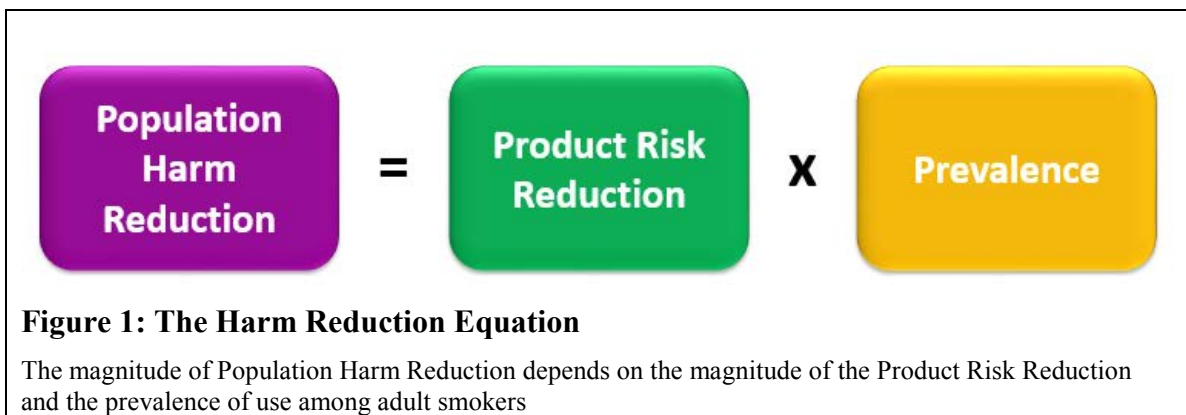 Population
Harm
Reduction
=
Product Risk
Reduction
x
Prevalence
Figure 1: The Harm Reduction Equation
The magnitude of Population Harm Reduction depends on the magnitude of the Product Risk Reduction
and the prevalence of use among adult smokers